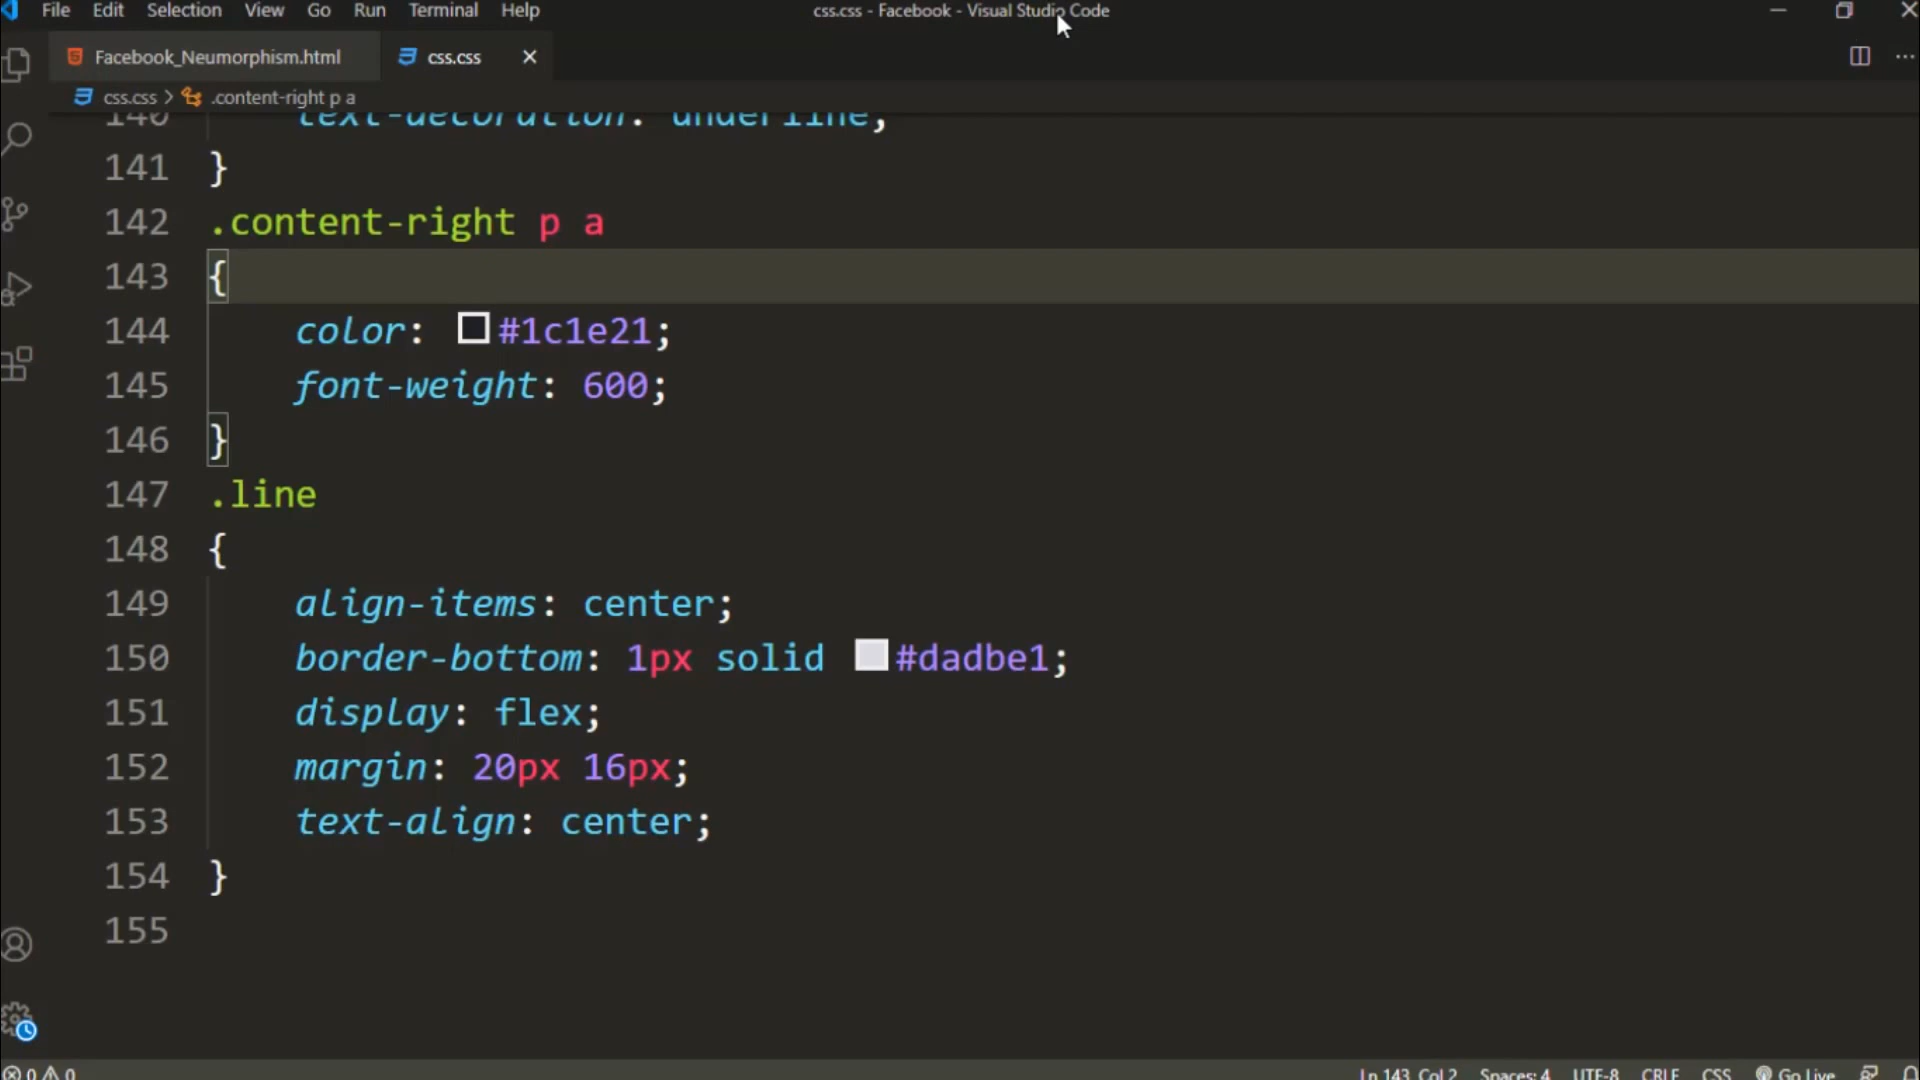 File Edit Selection View Go Run Terminal Help css.css - Facebook - Visual Studio Code
Facebook_Neumorphism.html css.css
css.css > .content-right p a
140 text-decoration: underline;
141 }
142 .content-right p a
143 {
144 color: #1c1e21;
145 font-weight: 600;
146 }
147 .line
148 {
149 align-items: center;
150 border-bottom: 1px solid #dadbe1;
151 display: flex;
152 margin: 20px 16px;
153 text-align: center;
154 }
155
0 0 Ln 143, Col 2 Spaces: 4 UTF-8 CRLF CSS Go Live